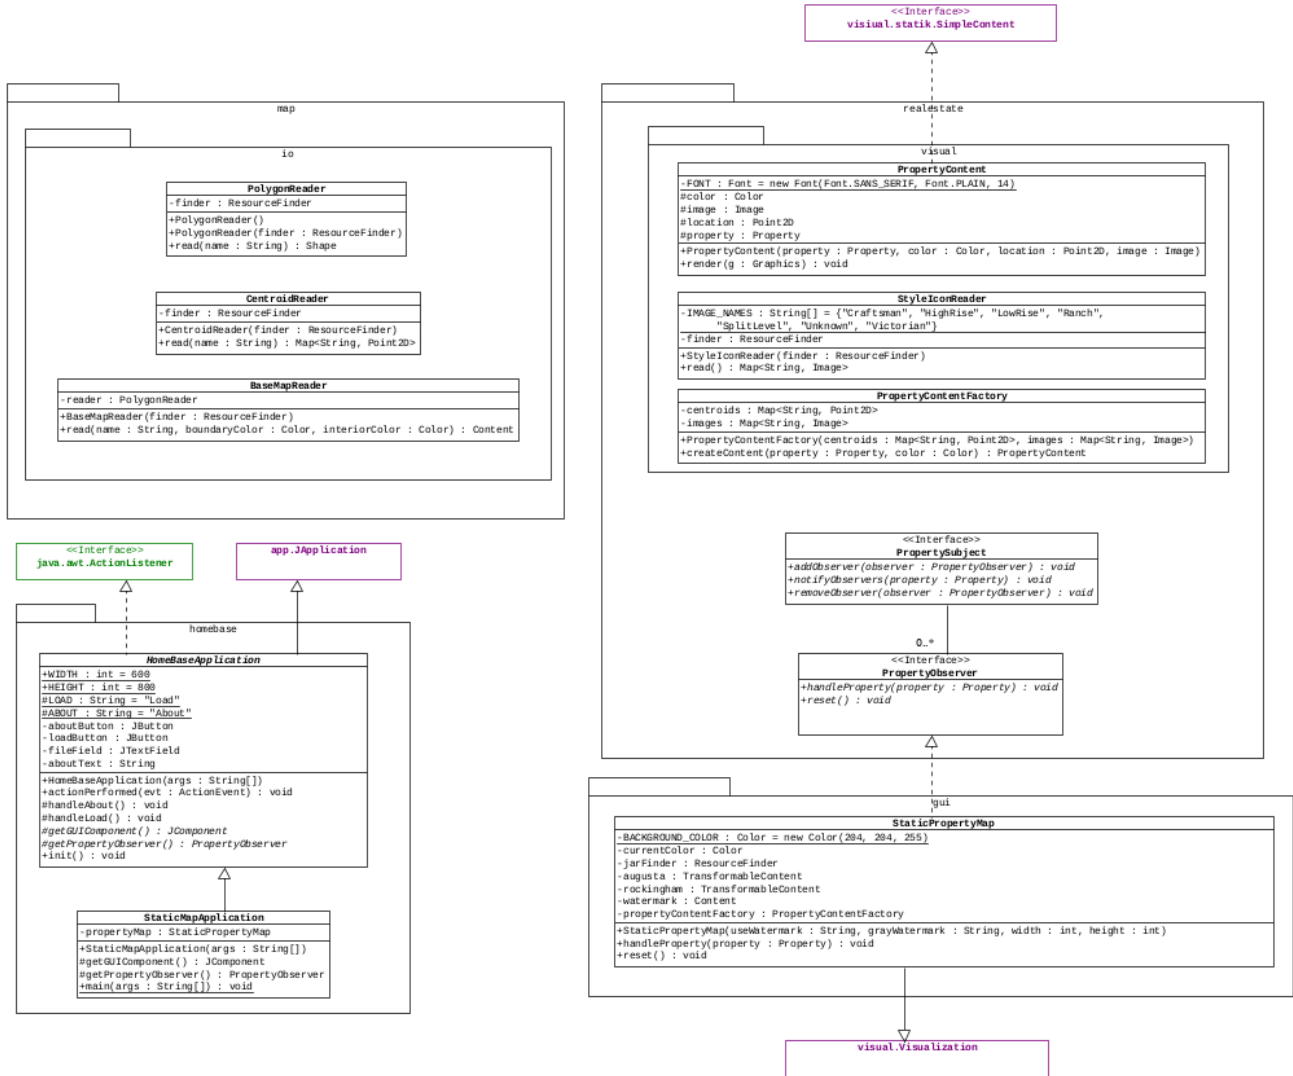 <<Interface>>
visiual.statik.SimpleContent
map
io
PolygonReader
-finder : ResourceFinder
+PolygonReader()
+PolygonReader(finder : ResourceFinder)
+read(name : String) : Shape
CentroidReader
-finder : ResourceFinder
+CentroidReader(finder : ResourceFinder)
+read(name : String) : Map<String, Point2D>
BaseMapReader
-reader : PolygonReader
+BaseMapReader(finder : ResourceFinder)
+read(name : String, boundaryColor : Color, interiorColor : Color) : Content
realestate
visual
PropertyContent
-FONT : Font = new Font(Font.SANS_SERIF, Font.PLAIN, 14)
#color : Color
#image : Image
#location : Point2D
#property : Property
+PropertyContent(property : Property, color : Color, location : Point2D, image : Image)
+render(g : Graphics) : void
StyleIconReader
-IMAGE_NAMES : String[] = {"Craftsman", "HighRise", "LowRise", "Ranch",
"SplitLevel", "Unknown", "Victorian"}
-finder : ResourceFinder
+StyleIconReader(finder : ResourceFinder)
+read() : Map<String, Image>
PropertyContentFactory
-centroids : Map<String, Point2D>
-images : Map<String, Image>
+PropertyContentFactory(centroids : Map<String, Point2D>, images : Map<String, Image>)
+createContent(property : Property, color : Color) : PropertyContent
<<Interface>>
PropertySubject
+addObserver(observer : PropertyObserver) : void
+notifyObservers(property : Property) : void
+removeObserver(observer : PropertyObserver) : void
0..*
<<Interface>>
PropertyObserver
+handleProperty(property : Property) : void
+reset() : void
<<Interface>>
java.awt.ActionListener
app.JApplication
homebase
HomeBaseApplication
+WIDTH : int = 600
+HEIGHT : int = 800
#LOAD : String = "Load"
#ABOUT : String = "About"
-aboutButton : JButton
-loadButton : JButton
-fileField : JTextField
-aboutText : String
+HomeBaseApplication(args : String[])
+actionPerformed(evt : ActionEvent) : void
#handleAbout() : void
#handleLoad() : void
#getGUIComponent() : JComponent
#getPropertyObserver() : PropertyObserver
+init() : void
StaticMapApplication
-propertyMap : StaticPropertyMap
+StaticMapApplication(args : String[])
#getGUIComponent() : JComponent
#getPropertyObserver() : PropertyObserver
+main(args : String[]) : void
gui
StaticPropertyMap
-BACKGROUND_COLOR : Color = new Color(204, 204, 255)
-currentColor : Color
-jarFinder : ResourceFinder
-augusta : TransformableContent
-rockingham : TransformableContent
-watermark : Content
-propertyContentFactory : PropertyContentFactory
+StaticPropertyMap(useWatermark : String, grayWatermark : String, width : int, height : int)
+handleProperty(property : Property) : void
+reset() : void
visual.Visualization